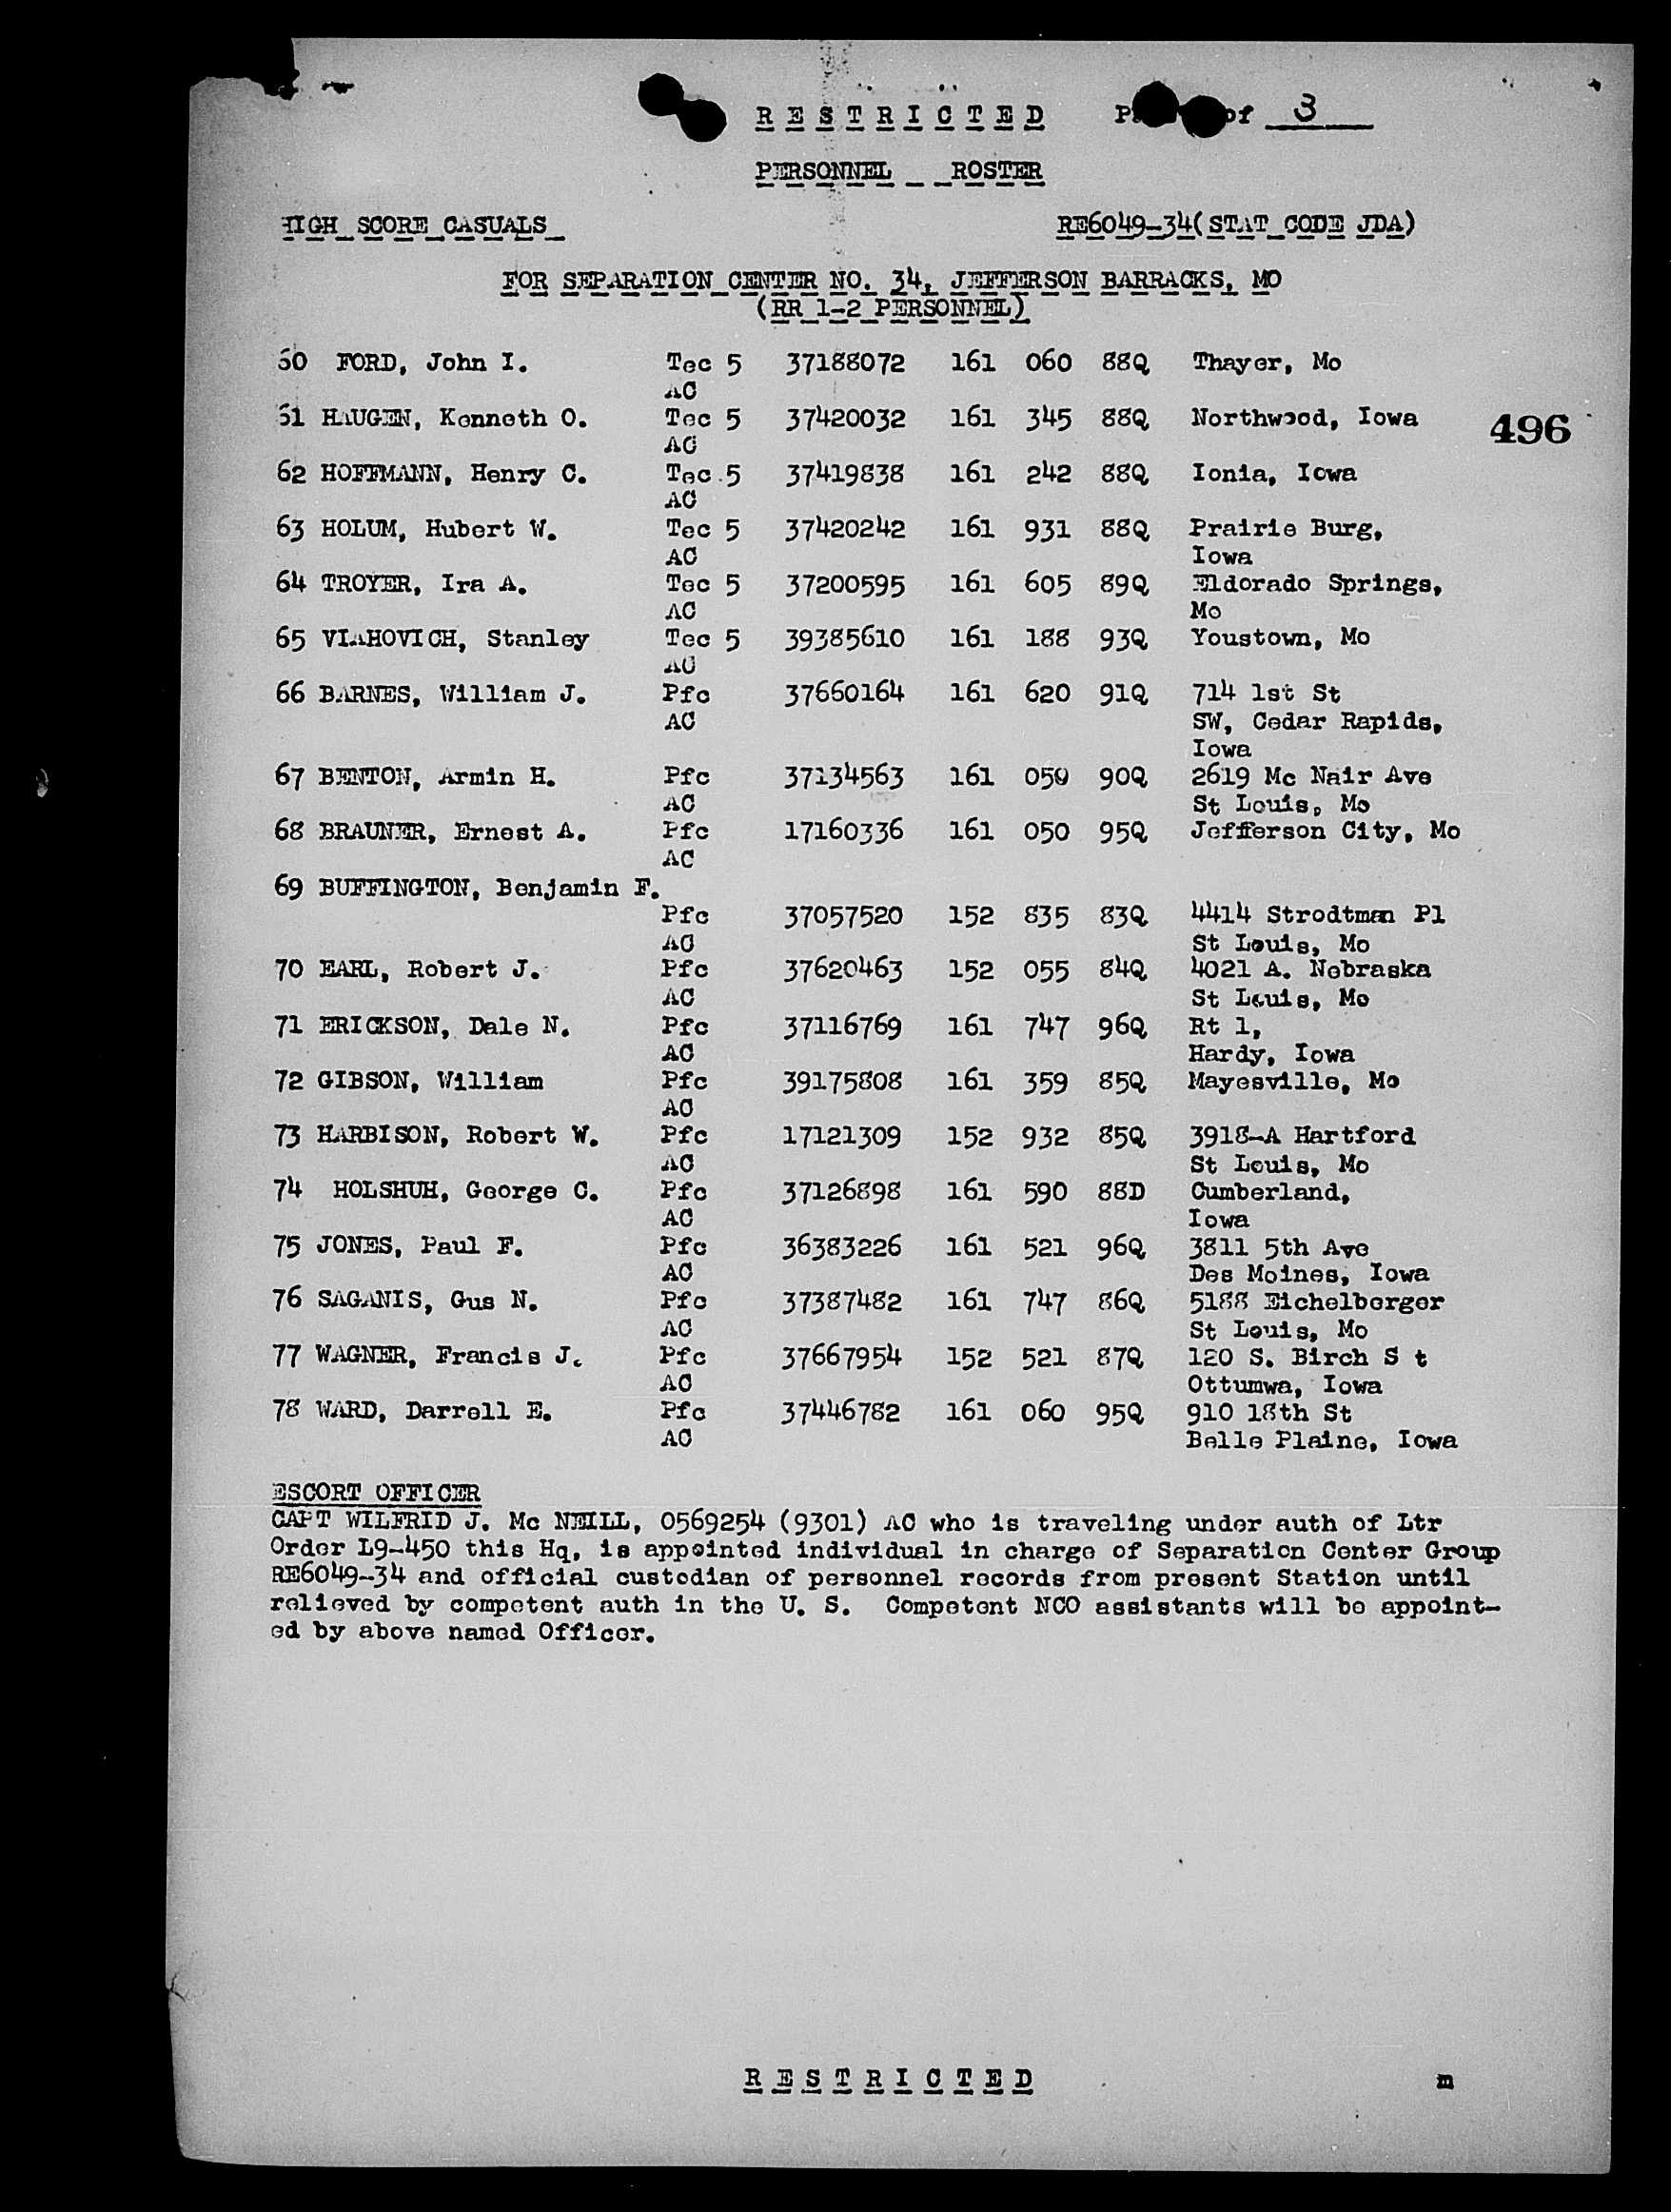 R E S T R I C T E D of 3
PERSONNEL ROSTER
HIGH SCORE CASUALS RE6049-34(STAT CODE JDA)
FOR SEPARATION CENTER NO. 34, JEFFERSON BARRACKS, MO
(RR 1-2 PERSONNEL)
60 FORD, John I. Tec 5 37188072 161 060 88Q Thayer, Mo
AC
61 HAUGEN, Kenneth O. Tec 5 37420032 161 345 88Q Northwood, Iowa
496
AC
62 HOFFMANN, Henry C. Tec 5 37419838 161 242 88Q Ionia, Iowa
AC
63 HOLUM, Hubert W. Tec 5 37420242 161 931 88Q Prairie Burg,
AC Iowa
64 TROYER, Ira A. Tec 5 37200595 161 605 89Q Eldorado Springs,
AC Mo
65 VLAHOVICH, Stanley Tec 5 39385610 161 188 93Q Youstown, Mo
AC
66 BARNES, William J. Pfc 37660164 161 620 91Q 714 1st St
AC SW, Cedar Rapids,
Iowa
67 BENTON, Armin H. Pfc 37134563 161 050 90Q 2619 Mc Nair Ave
AC St Louis, Mo
68 BRAUNER, Ernest A. Pfc 17160336 161 050 95Q Jefferson City, Mo
AC
69 BUFFINGTON, Benjamin F.
Pfc 37057520 152 835 83Q 4414 Strodtman Pl
AC St Louis, Mo
70 EARL, Robert J. Pfc 37620463 152 055 84Q 4021 A. Nebraska
AC St Louis, Mo
71 ERICKSON, Dale N. Pfc 37116769 161 747 96Q Rt 1,
AC Hardy, Iowa
72 GIBSON, William Pfc 39175808 161 359 85Q Mayesville, Mo
AC
73 HARBISON, Robert W. Pfc 17121309 152 932 85Q 3918-A Hartford
AC St Louis, Mo
74 HOLSHUH, George C. Pfc 37126898 161 590 88D Cumberland,
AC Iowa
75 JONES, Paul F. Pfc 36383226 161 521 96Q 3811 5th Ave
AC Des Moines, Iowa
76 SAGANIS, Gus N. Pfc 37387482 161 747 86Q 5188 Eichelberger
AC St Louis, Mo
77 WAGNER, Francis J. Pfc 37667954 152 521 87Q 120 S. Birch S t
AC Ottumwa, Iowa
78 WARD, Darrell E. Pfc 37446782 161 060 95Q 910 18th St
AC Belle Plaine, Iowa
ESCORT OFFICER
CAPT WILFRID J. Mc NEILL, 0569254 (9301) AC who is traveling under auth of Ltr
Order L9-450 this Hq, is appointed individual in charge of Separation Center Group
RE6049-34 and official custodian of personnel records from present Station until
relieved by competent auth in the U. S. Competent NCO assistants will be appoint-
ed by above named Officer.
R E S T R I C T E D m